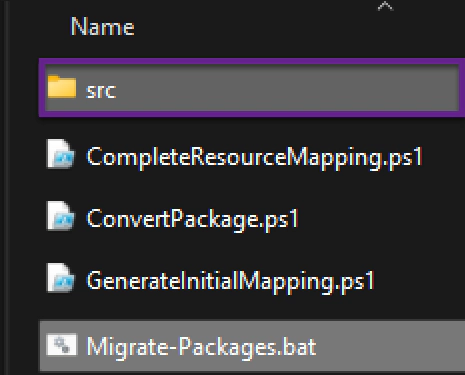 Name
src
CompleteResourceMapping.ps1
ConvertPackage.ps1
GenerateInitialMapping.ps1
Migrate-Packages.bat